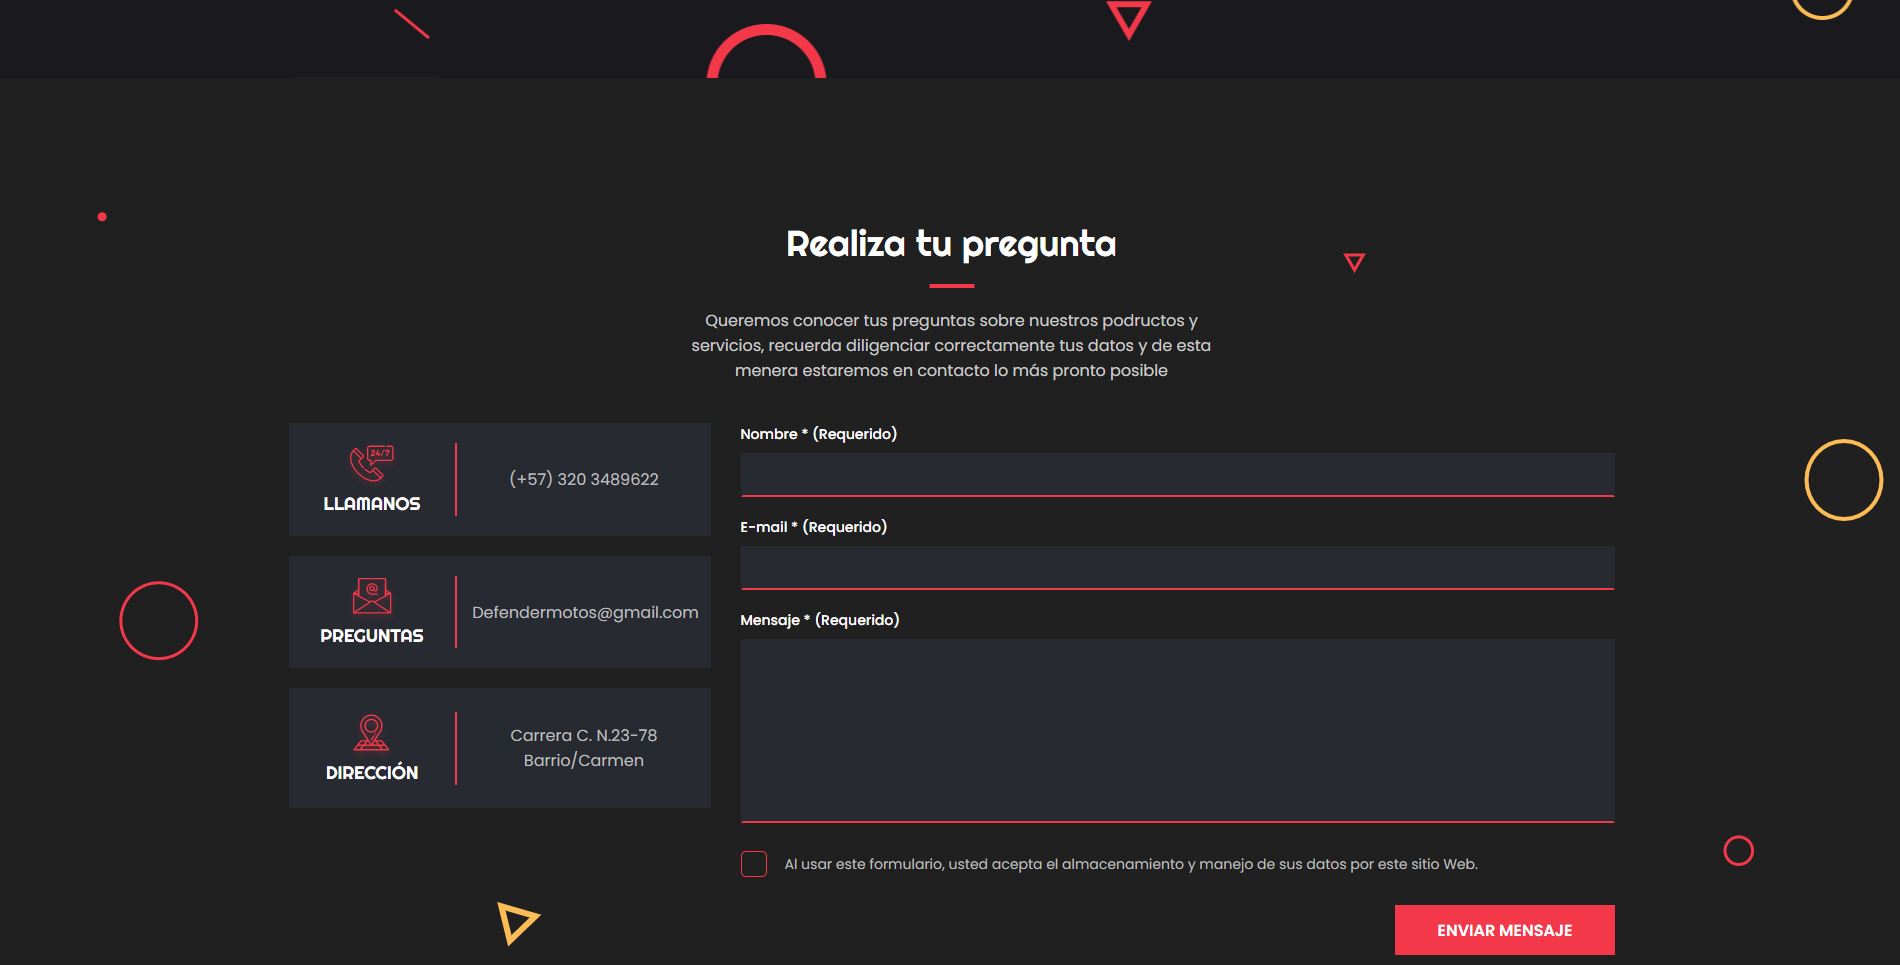 Realiza tu pregunta
Queremos conocer tus preguntas sobre nuestros podructos y
servicios, recuerda diligenciar correctamente tus datos y de esta
menera estaremos en contacto lo más pronto posible
24/7
LLAMANOS
(+57) 320 3489622
@
PREGUNTAS
Defendermotos@gmail.com
DIRECCIÓN
Carrera C. N.23-78
Barrio/Carmen
Nombre * (Requerido)
E-mail * (Requerido)
Mensaje * (Requerido)
Al usar este formulario, usted acepta el almacenamiento y manejo de sus datos por este sitio Web.
ENVIAR MENSAJE